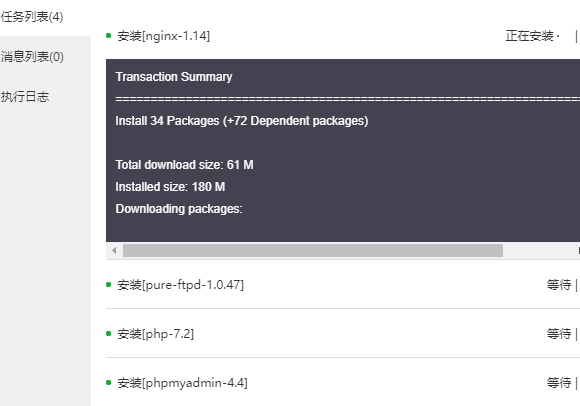 任务列表(4)
消息列表(0)
执行日志
安装[nginx-1.14] 正在安装· |
Transaction Summary
================================================================================
Install 34 Packages (+72 Dependent packages)
Total download size: 61 M
Installed size: 180 M
Downloading packages:
安装[pure-ftpd-1.0.47] 等待 |
安装[php-7.2] 等待 |
安装[phpmyadmin-4.4] 等待 |